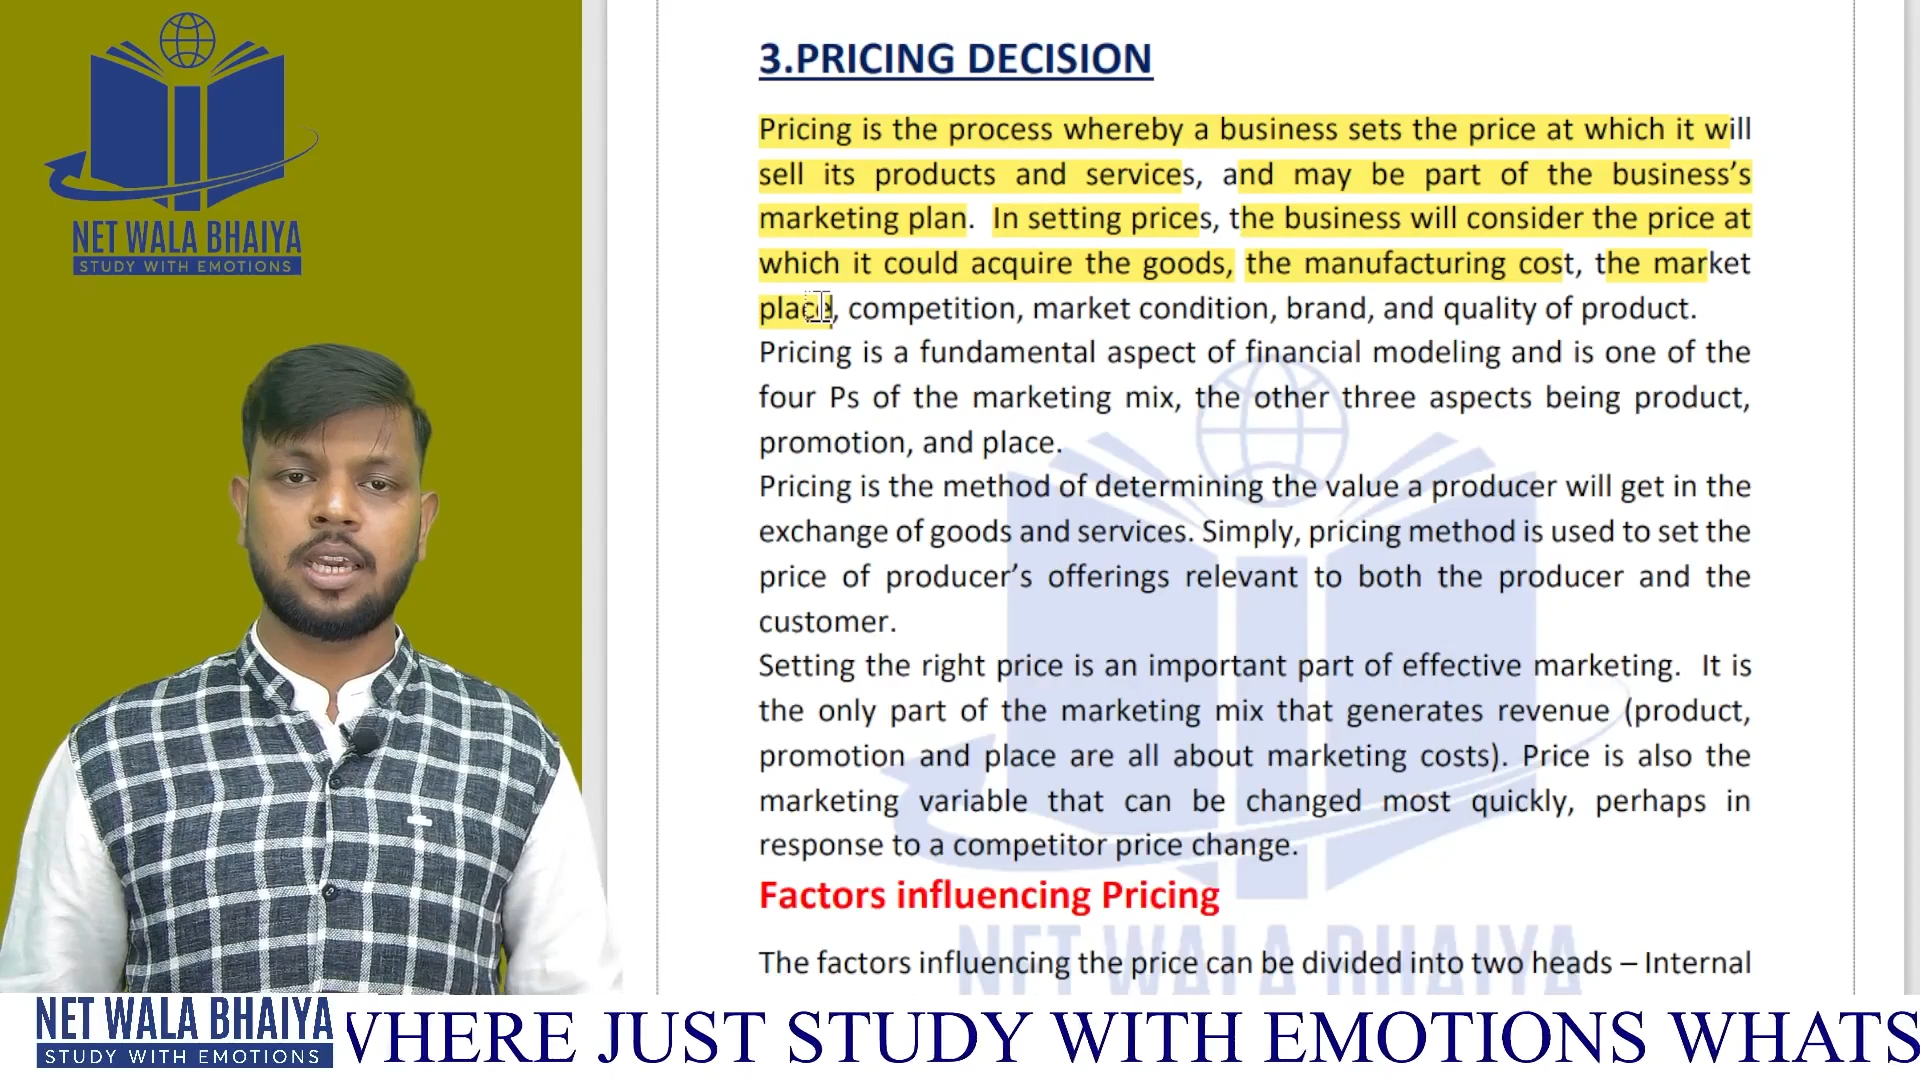 NET WALA BHAIYA
STUDY WITH EMOTIONS
3.PRICING DECISION
Pricing is the process whereby a business sets the price at which it will
sell its products and services, and may be part of the business’s
marketing plan. In setting prices, the business will consider the price at
which it could acquire the goods, the manufacturing cost, the market
place, competition, market condition, brand, and quality of product.
Pricing is a fundamental aspect of financial modeling and is one of the
four Ps of the marketing mix, the other three aspects being product,
promotion, and place.
Pricing is the method of determining the value a producer will get in the
exchange of goods and services. Simply, pricing method is used to set the
price of producer’s offerings relevant to both the producer and the
customer.
Setting the right price is an important part of effective marketing. It is
the only part of the marketing mix that generates revenue (product,
promotion and place are all about marketing costs). Price is also the
marketing variable that can be changed most quickly, perhaps in
response to a competitor price change.
Factors influencing Pricing
NET WALA BHAIYA
The factors influencing the price can be divided into two heads – Internal
NET WALA BHAIYA
STUDY WITH EMOTIONS
WHERE JUST STUDY WITH EMOTIONS WHATS